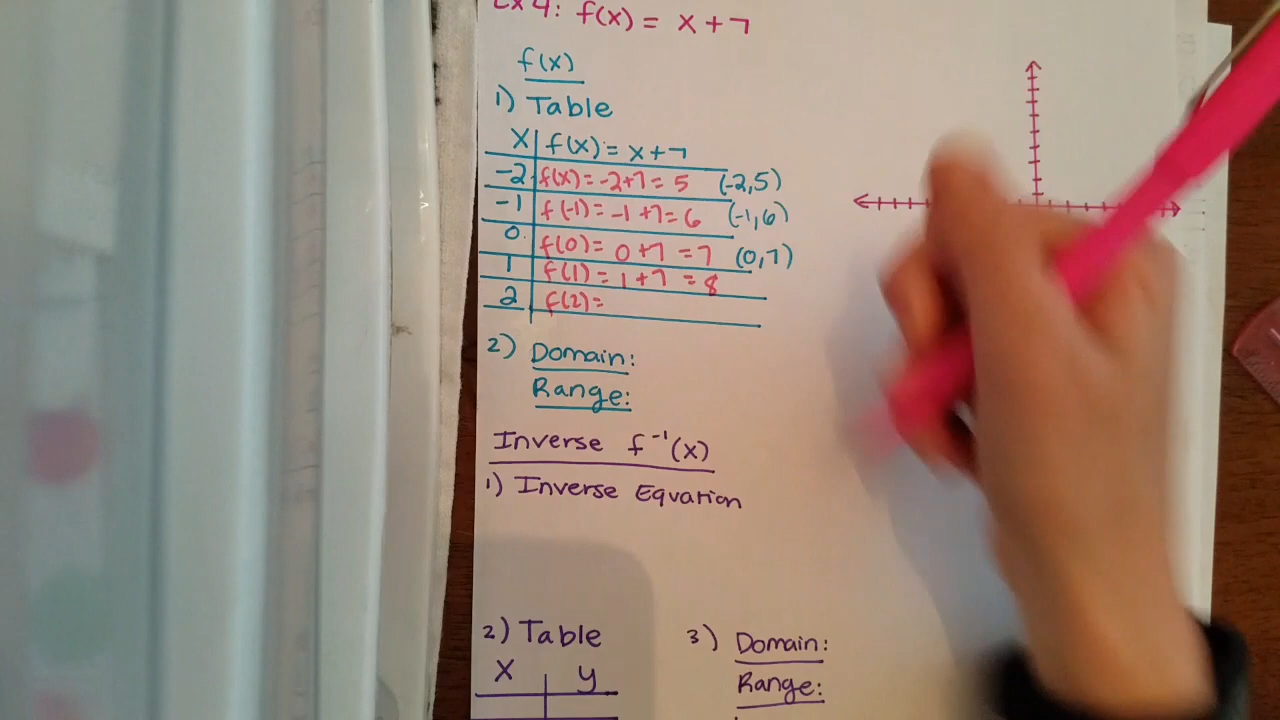 Ex 4: f(x) = x + 7
f(x)
1) Table
X f(x) = x + 7
-2 f(x) = -2+7 = 5 (-2,5)
-1 f(-1) = -1 +7 = 6 (-1,6)
0 f(0) = 0 +7 = 7 (0,7)
1 f(1) = 1 + 7 = 8
2 f(2) =
2) Domain:
Range:
Inverse f⁻¹(x)
1) Inverse Equation
2) Table
X y
3) Domain:
Range: